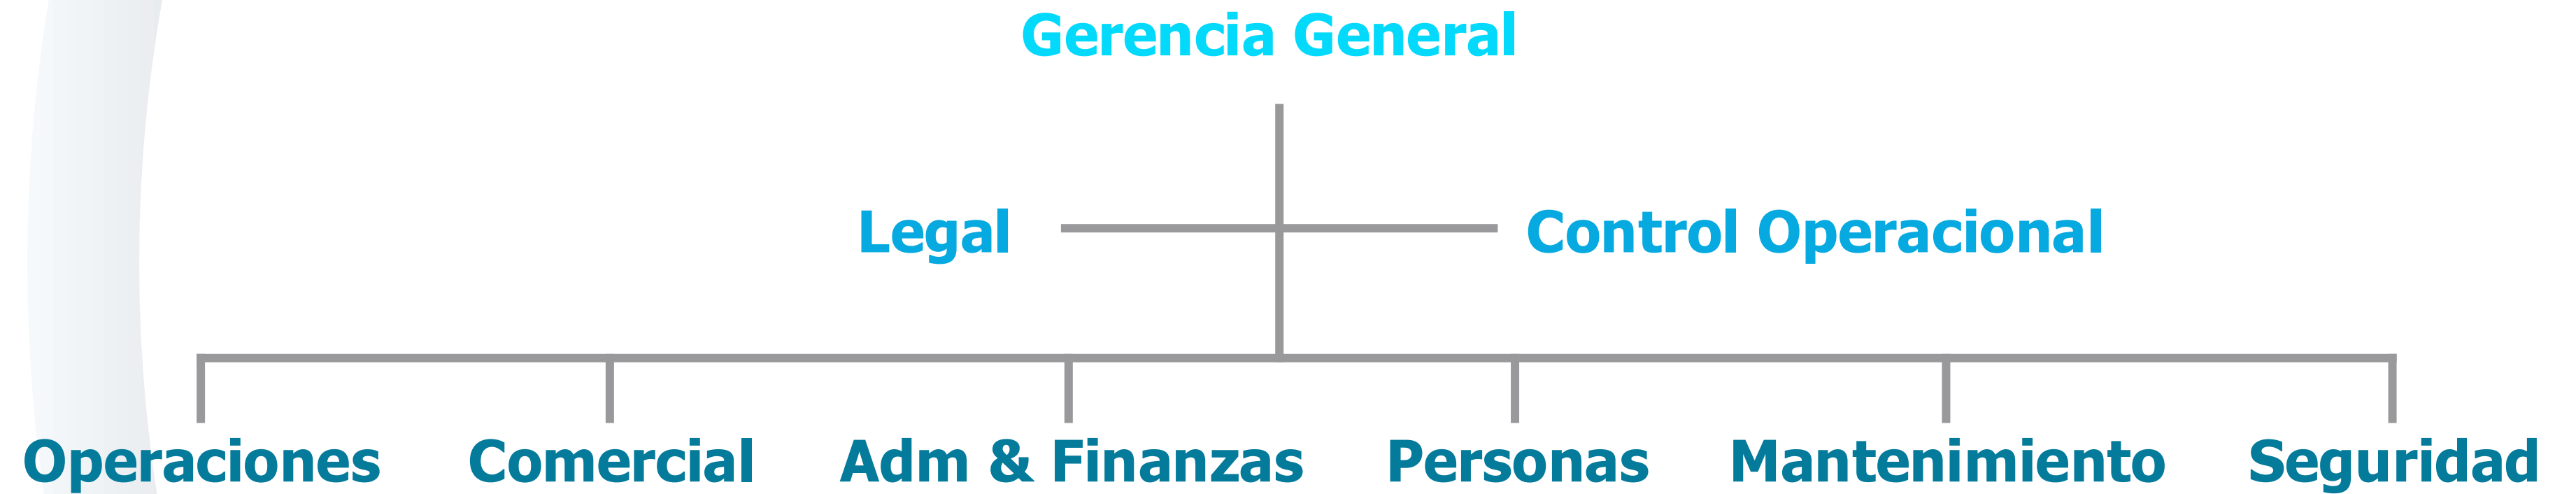 Gerencia General
Legal Control Operacional
Operaciones Comercial Adm & Finanzas Personas Mantenimiento Seguridad